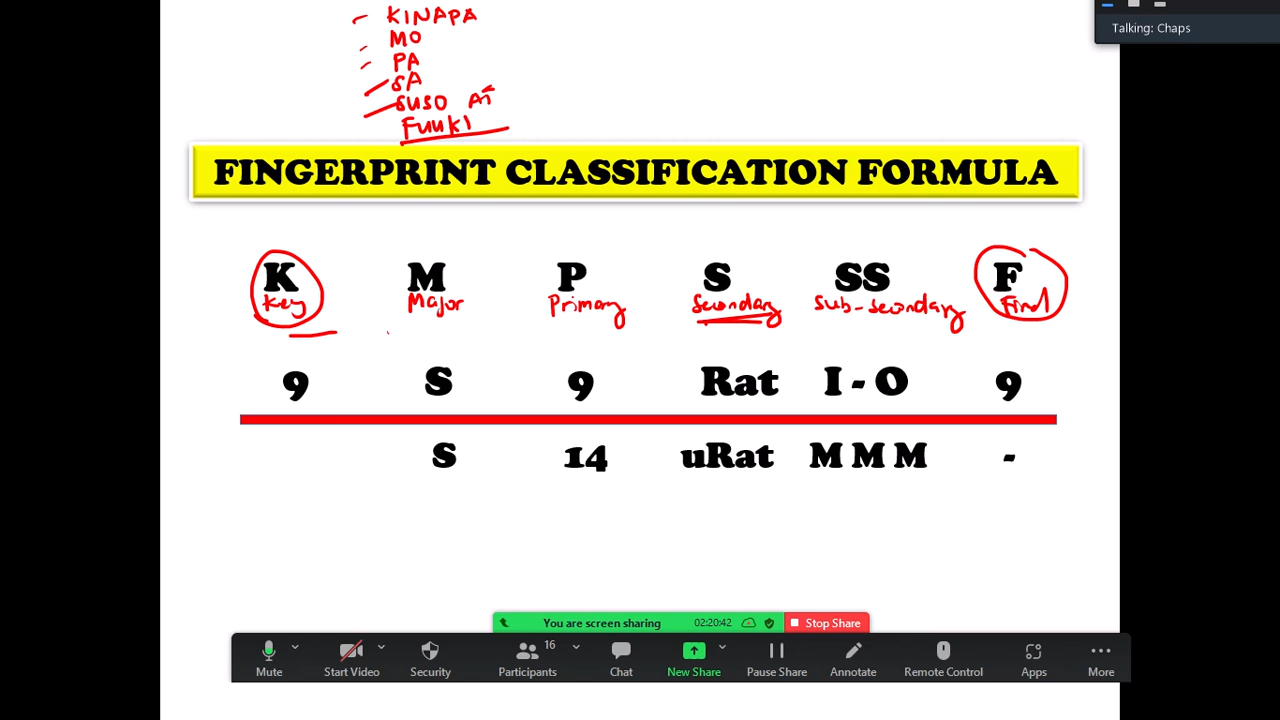 Talking: Chaps
KINAPA
MO
PA
SA
SUSO AT
FUUKI
FINGERPRINT CLASSIFICATION FORMULA
K M P S SS F
Key Major Primary Secondary Sub-secondary Final
9 S 9 Rat I - O 9
S 14 uRat M M M -
You are screen sharing 02:20:42 Stop Share
16
Mute Start Video Security Participants Chat New Share Pause Share Annotate Remote Control Apps More